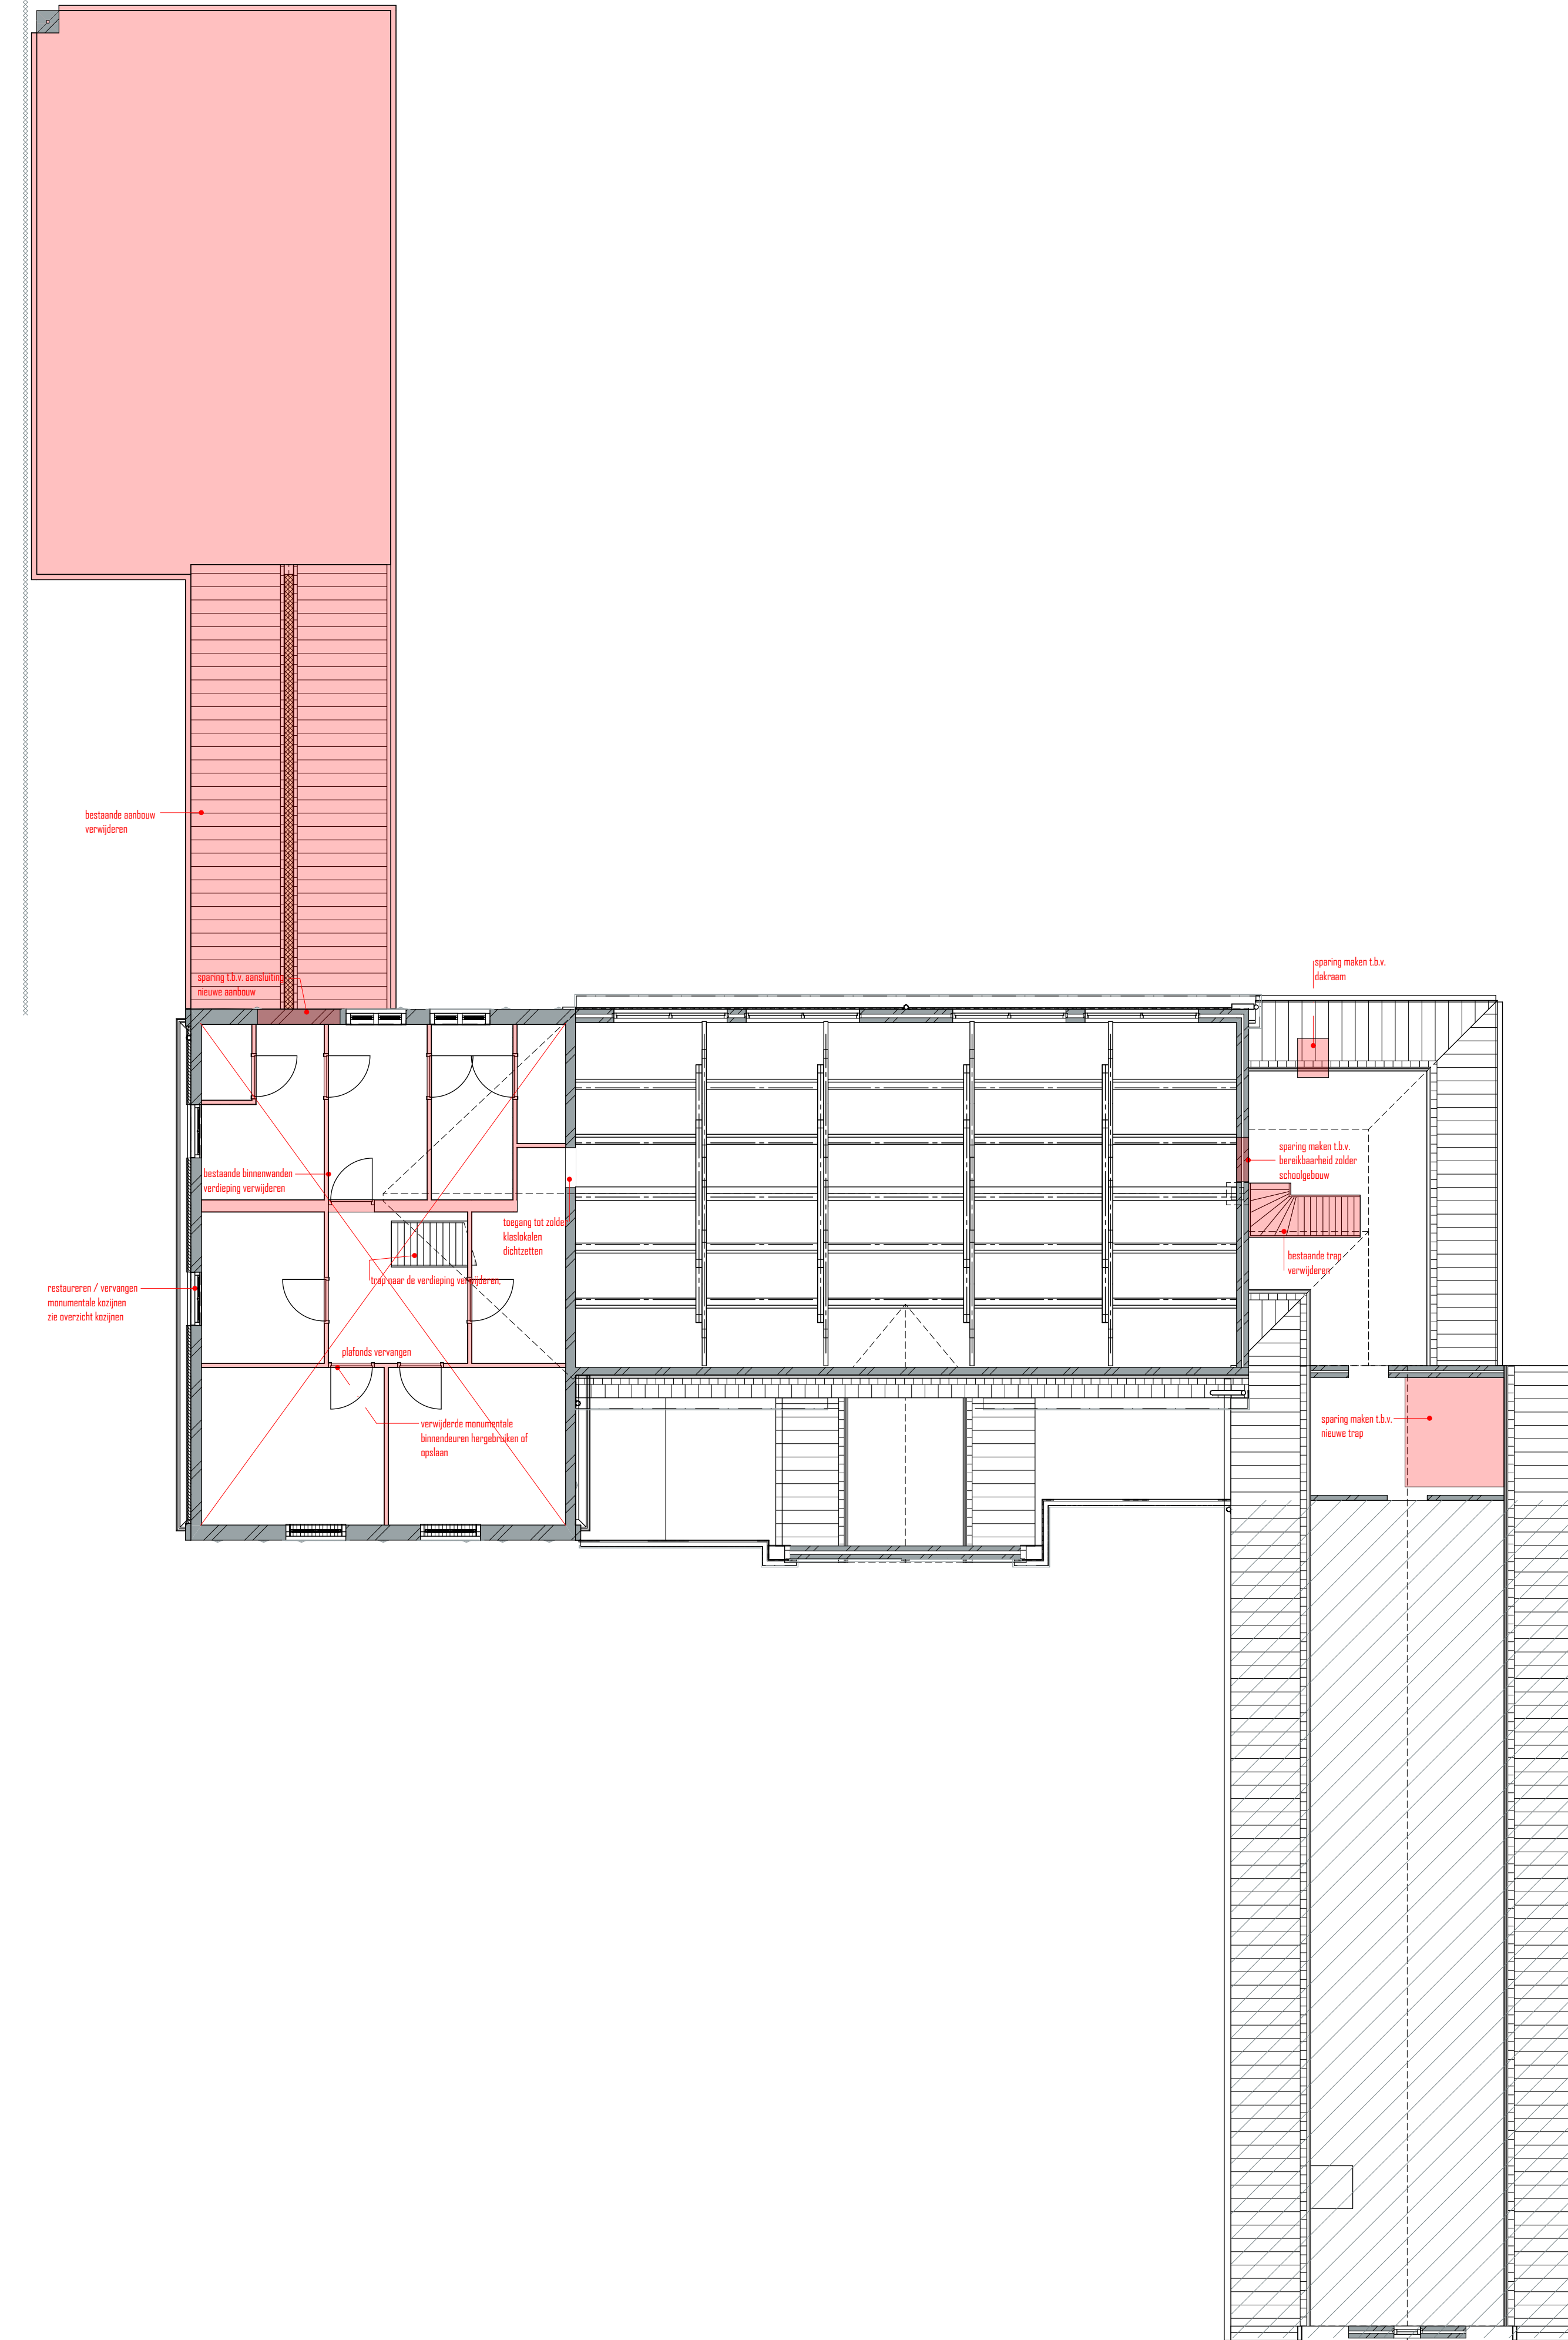 bestaande aanbouw
verwijderen
sparing t.b.v. aansluiting
nieuwe aanbouw
sparing maken t.b.v.
dakraam
bestaande binnenwanden
verdieping verwijderen
sparing maken t.b.v.
bereikbaarheid zolder
schoolgebouw
toegang tot zolder
klaslokalen
dichtzetten
bestaande trap
verwijderen
trap naar de verdieping verwijderen,
restaureren / vervangen
monumentale kozijnen
zie overzicht kozijnen
plafonds vervangen
verwijderde monumentale
binnendeuren hergebruiken of
opslaan
sparing maken t.b.v.
nieuwe trap